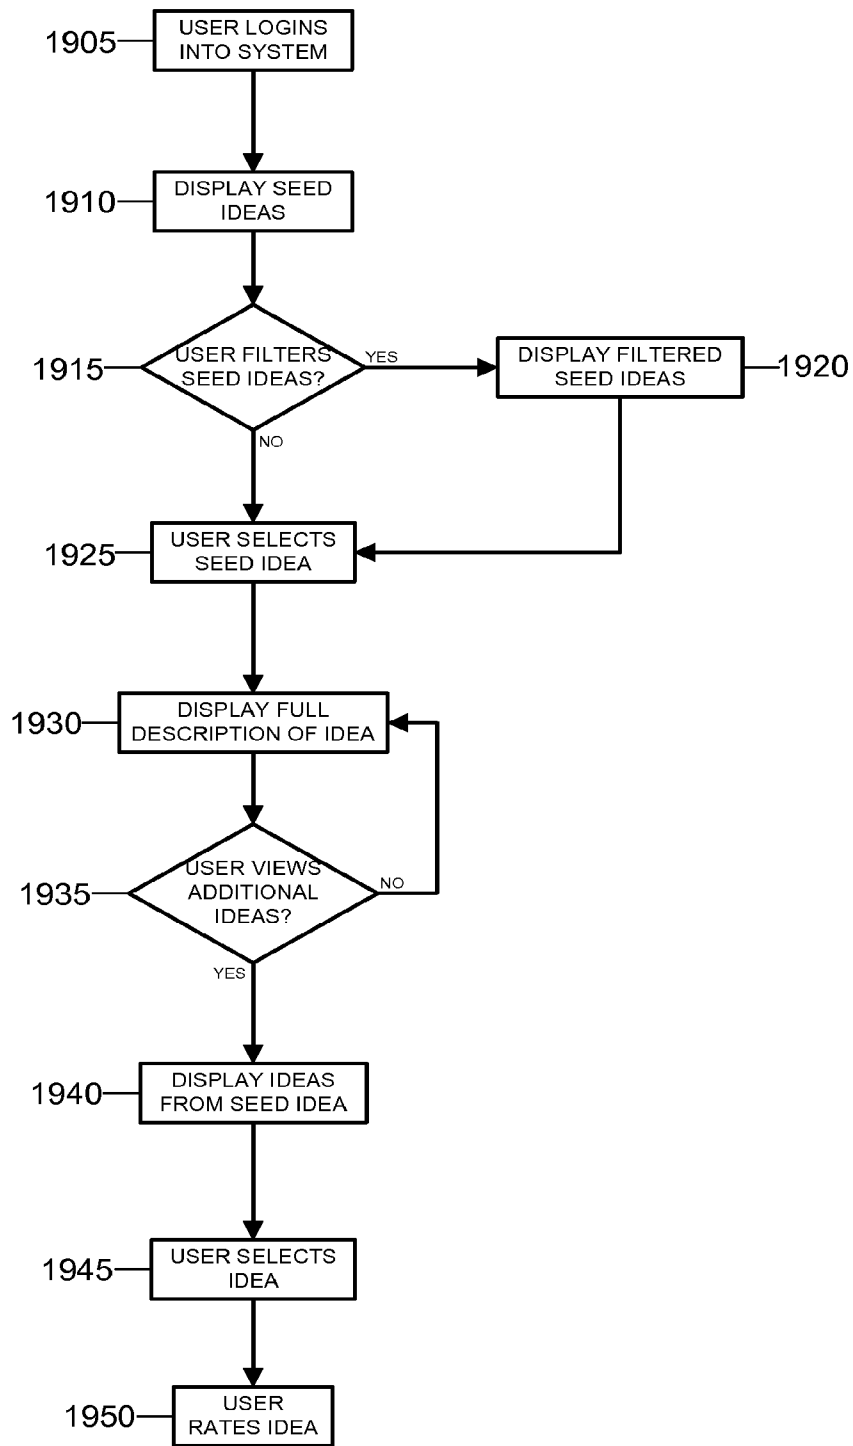 1905
USER LOGINS
INTO SYSTEM
1910
DISPLAY SEED
IDEAS
1915
USER FILTERS
SEED IDEAS?
YES
DISPLAY FILTERED
SEED IDEAS
1920
NO
1925
USER SELECTS
SEED IDEA
1930
DISPLAY FULL
DESCRIPTION OF IDEA
1935
USER VIEWS
ADDITIONAL
IDEAS?
NO
YES
1940
DISPLAY IDEAS
FROM SEED IDEA
1945
USER SELECTS
IDEA
1950
USER
RATES IDEA